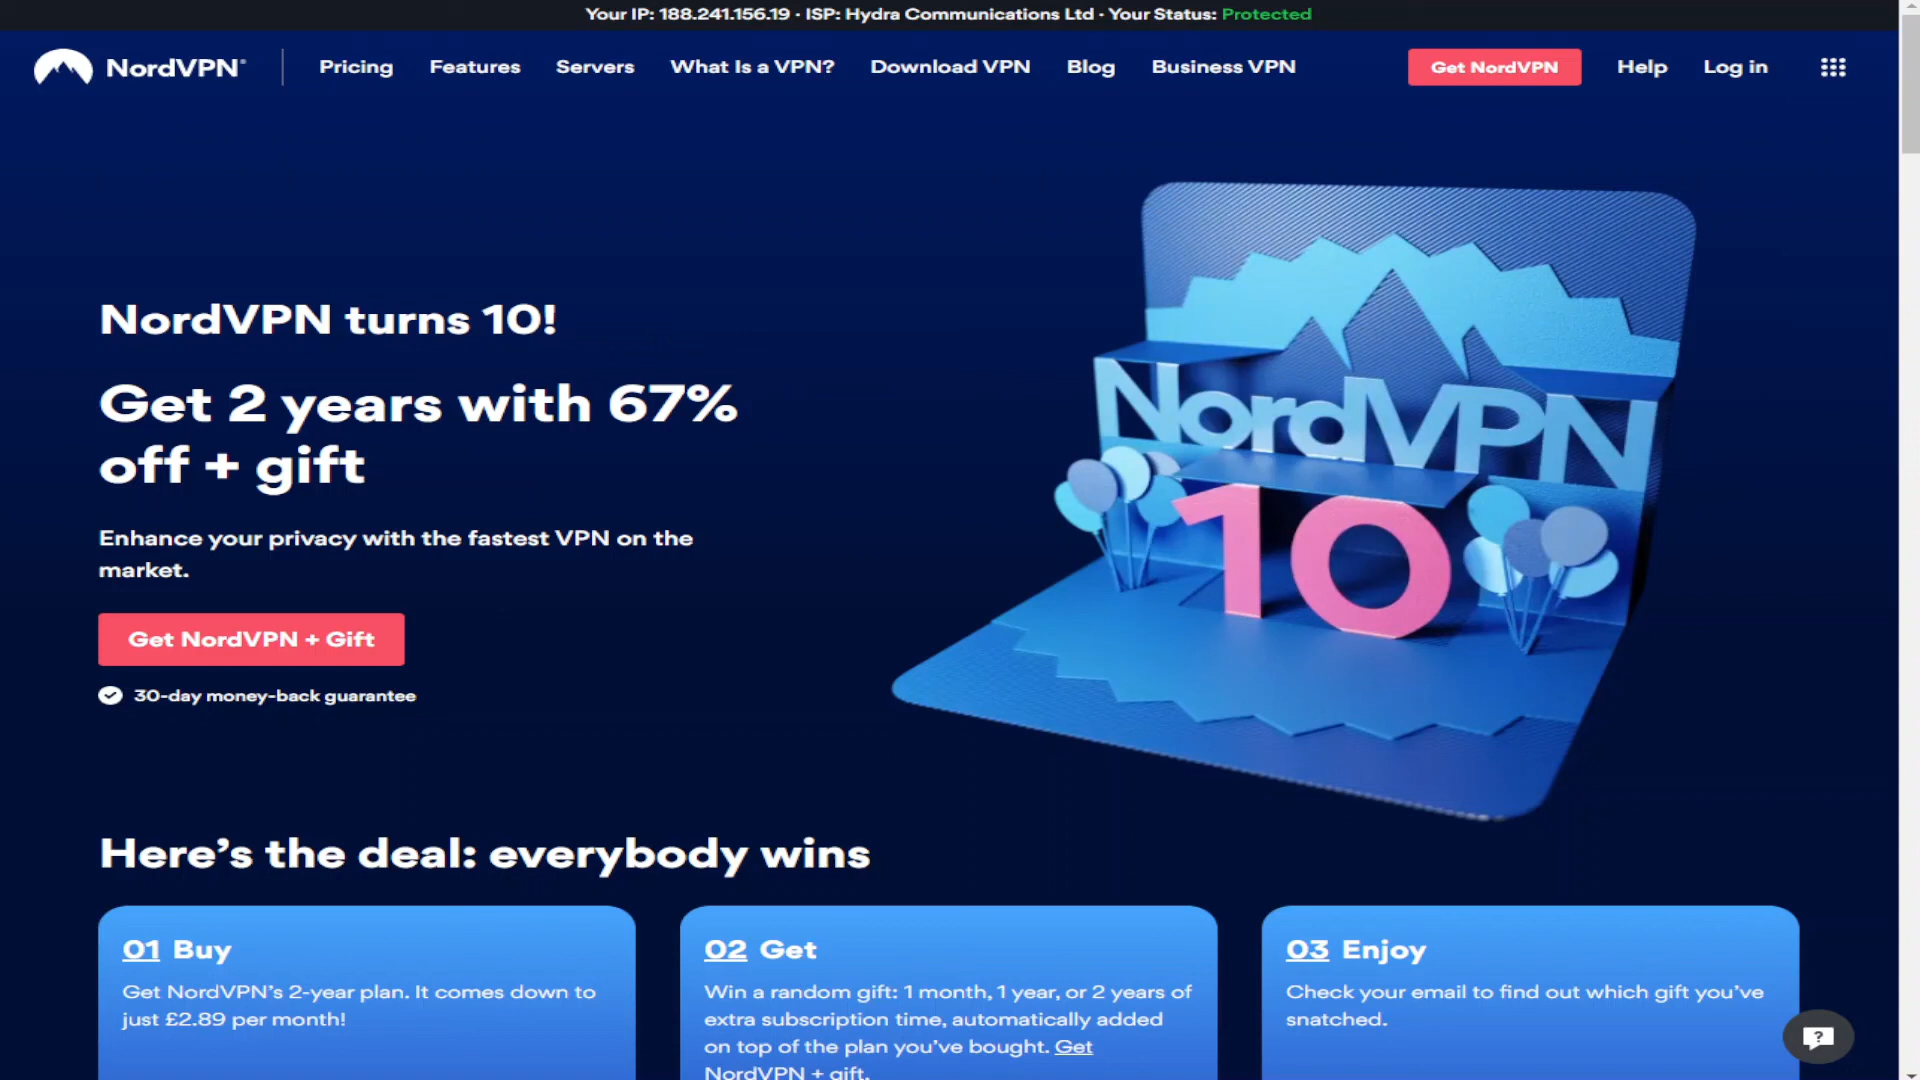 Your IP: 188.241.156.19 · ISP: Hydra Communications Ltd · Your Status: Protected
NordVPN® Pricing Features Servers What Is a VPN? Download VPN Blog Business VPN Get NordVPN Help Log in
NordVPN turns 10!
Get 2 years with 67%
off + gift
Enhance your privacy with the fastest VPN on the
market.
Get NordVPN + Gift
30-day money-back guarantee
NordVPN
10
Here's the deal: everybody wins
01 Buy
Get NordVPN's 2-year plan. It comes down to
just £2.89 per month!
02 Get
Win a random gift: 1 month, 1 year, or 2 years of
extra subscription time, automatically added
on top of the plan you've bought. Get
NordVPN + gift.
03 Enjoy
Check your email to find out which gift you've
snatched.
?